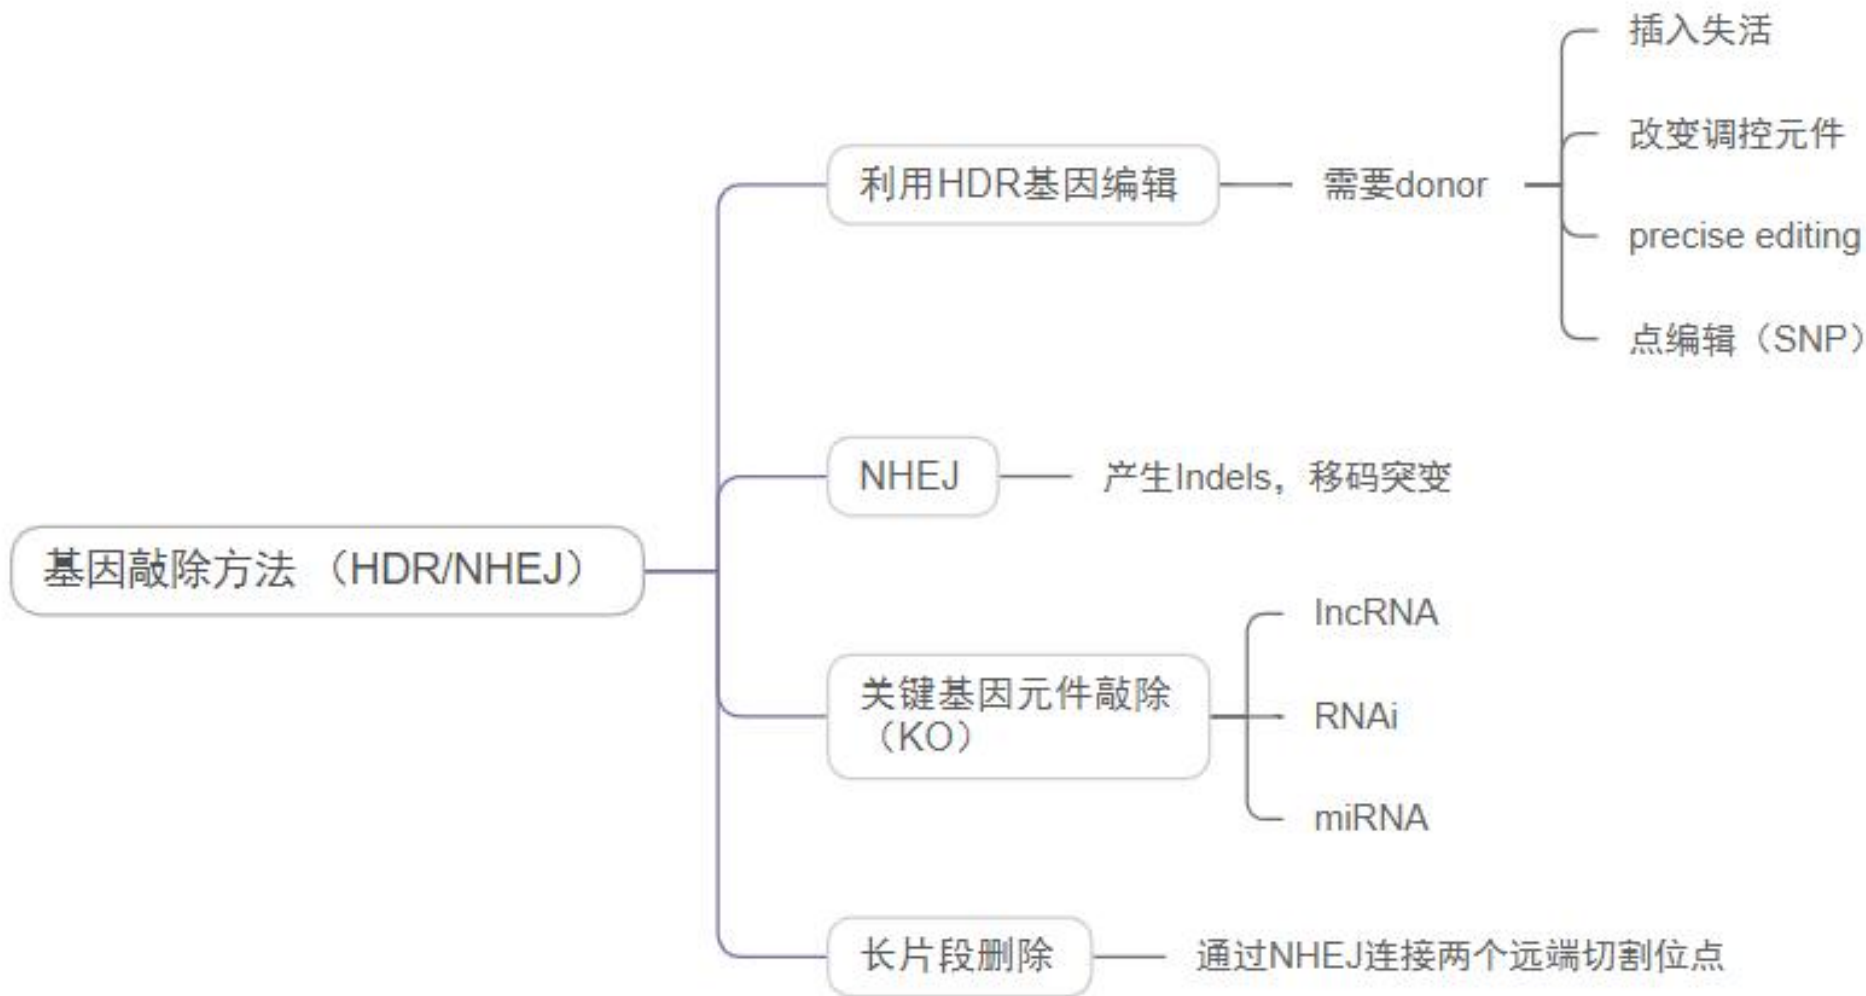 基因敲除方法 （HDR/NHEJ）
利用HDR基因编辑
需要donor
插入失活
改变调控元件
precise editing
点编辑（SNP）
NHEJ
产生Indels，移码突变
关键基因元件敲除
（KO）
lncRNA
RNAi
miRNA
长片段删除
通过NHEJ连接两个远端切割位点